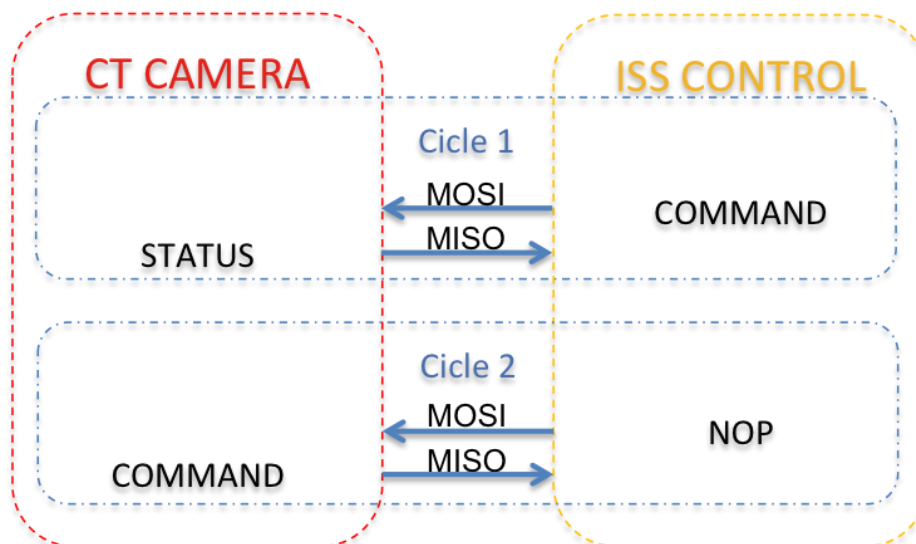 CT CAMERA
ISS CONTROL
Cicle 1
MOSI
COMMAND
MISO
STATUS
Cicle 2
MOSI
NOP
MISO
COMMAND